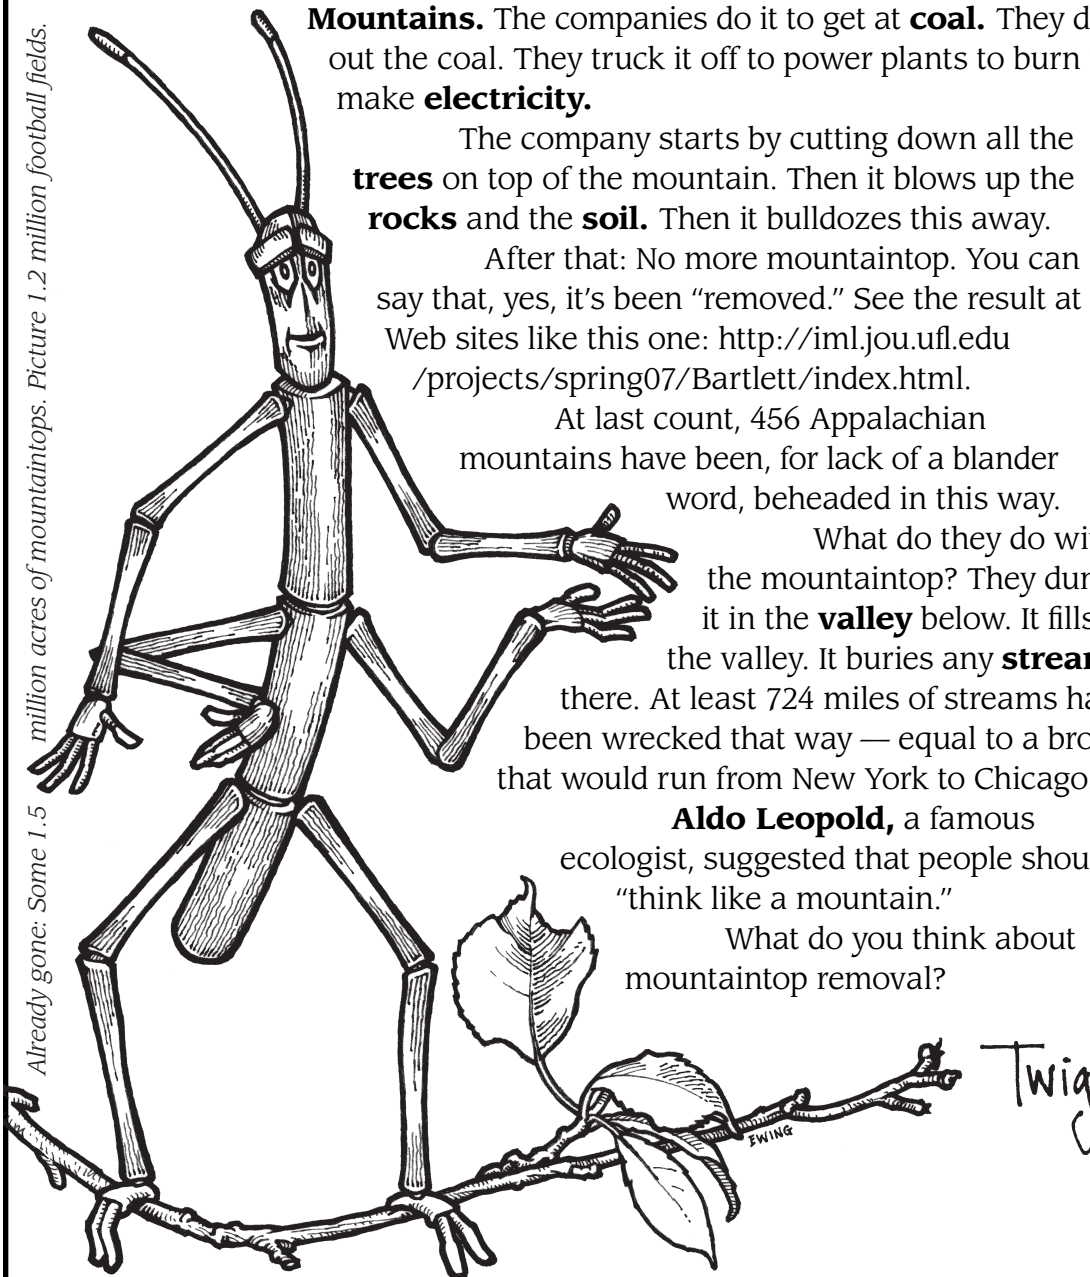 Mountains. The companies do it to get at coal. They
out the coal. They truck it off to power plants to burn
make electricity.
The company starts by cutting down all the
trees on top of the mountain. Then it blows up the
rocks and the soil. Then it bulldozes this away.
After that: No more mountaintop. You can
say that, yes, it's been “removed.” See the result at
Web sites like this one: http://iml.jou.ufl.edu
/projects/spring07/Bartlett/index.html.
At last count, 456 Appalachian
mountains have been, for lack of a blander
word, beheaded in this way.
What do they do
the mountaintop? They
it in the valley below. It fills
the valley. It buries any
there. At least 724 miles of streams
been wrecked that way — equal to a
that would run from New York to Chicago
Aldo Leopold, a famous
ecologist, suggested that people
“think like a mountain.”
What do you think about
mountaintop removal?
Already gone: Some 1.5 million acres of mountaintops. Picture 1.2 million football fields.
EWING